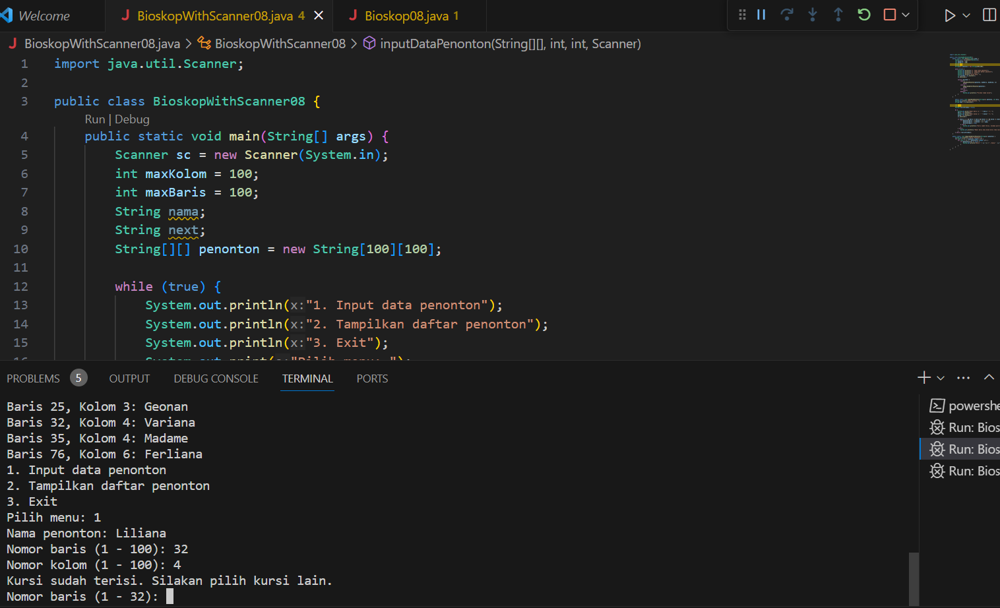 Welcome
BioskopWithScanner08.java 4
Bioskop08.java 1
BioskopWithScanner08.java > BioskopWithScanner08 > inputDataPenonton(String[][], int, int, Scanner)
1 import java.util.Scanner;
2
3 public class BioskopWithScanner08 {
Run | Debug
4 public static void main(String[] args) {
5 Scanner sc = new Scanner(System.in);
6 int maxKolom = 100;
7 int maxBaris = 100;
8 String nama;
9 String next;
10 String[][] penonton = new String[100][100];
11
12 while (true) {
13 System.out.println(x:"1. Input data penonton");
14 System.out.println(x:"2. Tampilkan daftar penonton");
15 System.out.println(x:"3. Exit");
PROBLEMS 5 OUTPUT DEBUG CONSOLE TERMINAL PORTS
Baris 25, Kolom 3: Geonan
Baris 32, Kolom 4: Variana
Baris 35, Kolom 4: Madame
Baris 76, Kolom 6: Ferliana
1. Input data penonton
2. Tampilkan daftar penonton
3. Exit
Pilih menu: 1
Nama penonton: Liliana
Nomor baris (1 - 100): 32
Nomor kolom (1 - 100): 4
Kursi sudah terisi. Silakan pilih kursi lain.
Nomor baris (1 - 32):
powershe
Run: Bios
Run: Bios
Run: Bios